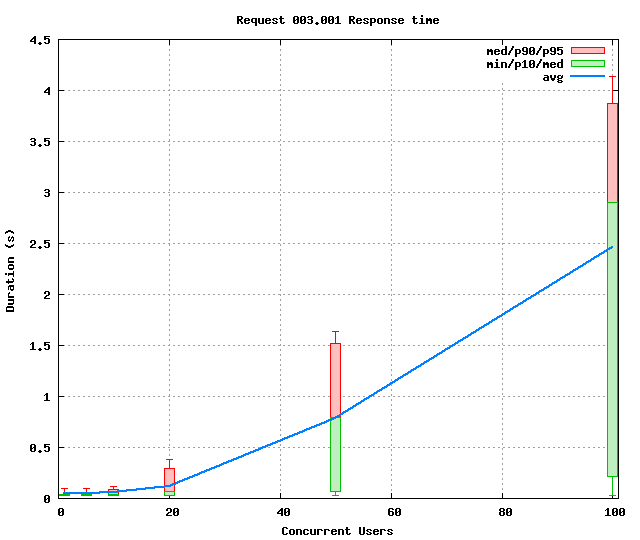 Request 003.001 Response time
med/p90/p95
min/p10/med
avg
4.5
4
3.5
3
2.5
2
1.5
1
0.5
0
Duration (s)
0 20 40 60 80 100
Concurrent Users